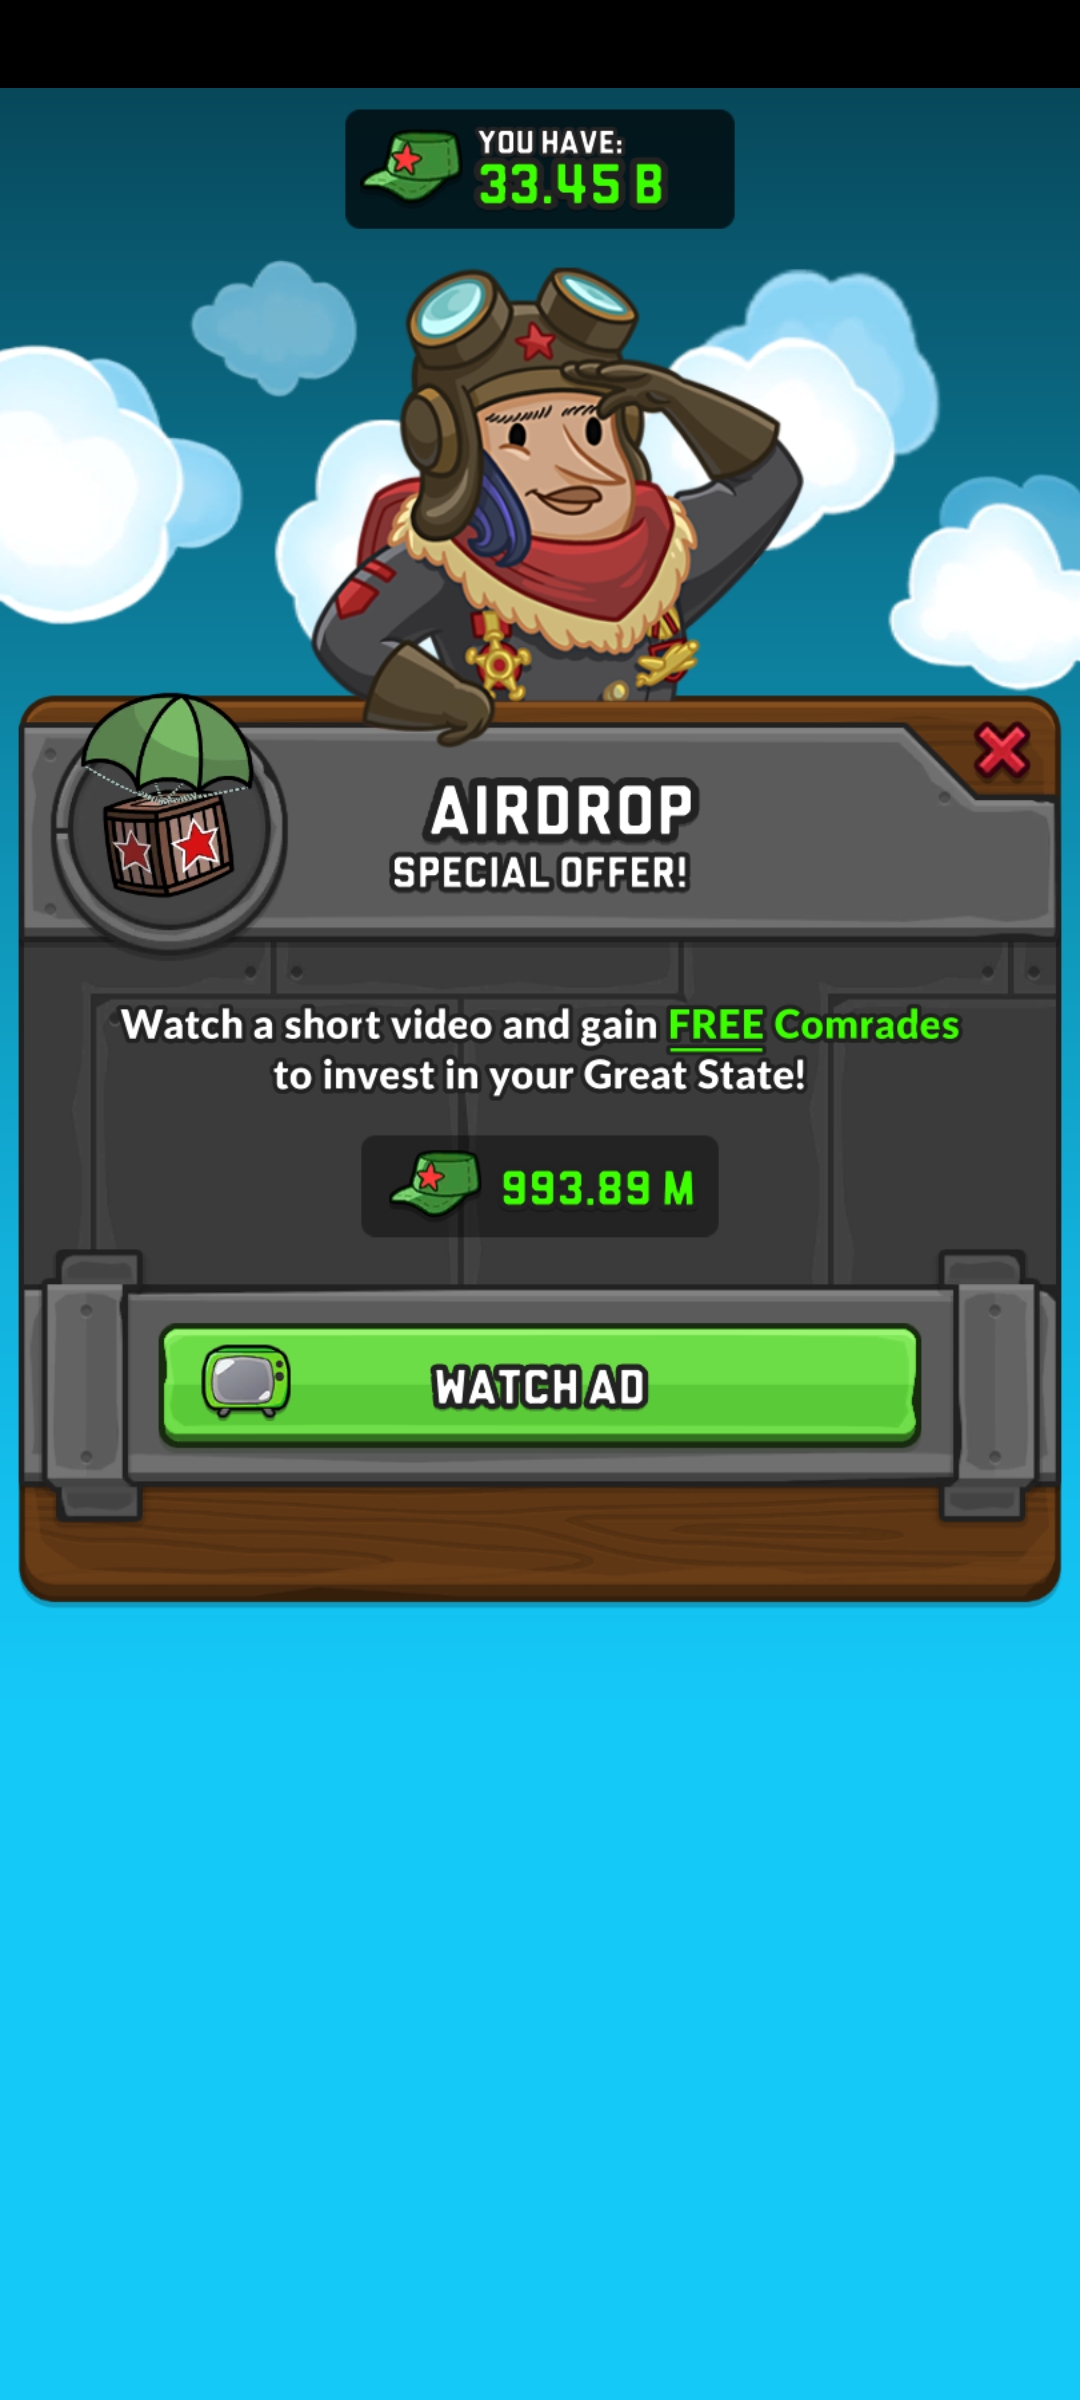 YOU HAVE:
33.45 B
AIRDROP
SPECIAL OFFER!
Watch a short video and gain FREE Comrades
to invest in your Great State!
993.89 M
WATCH AD